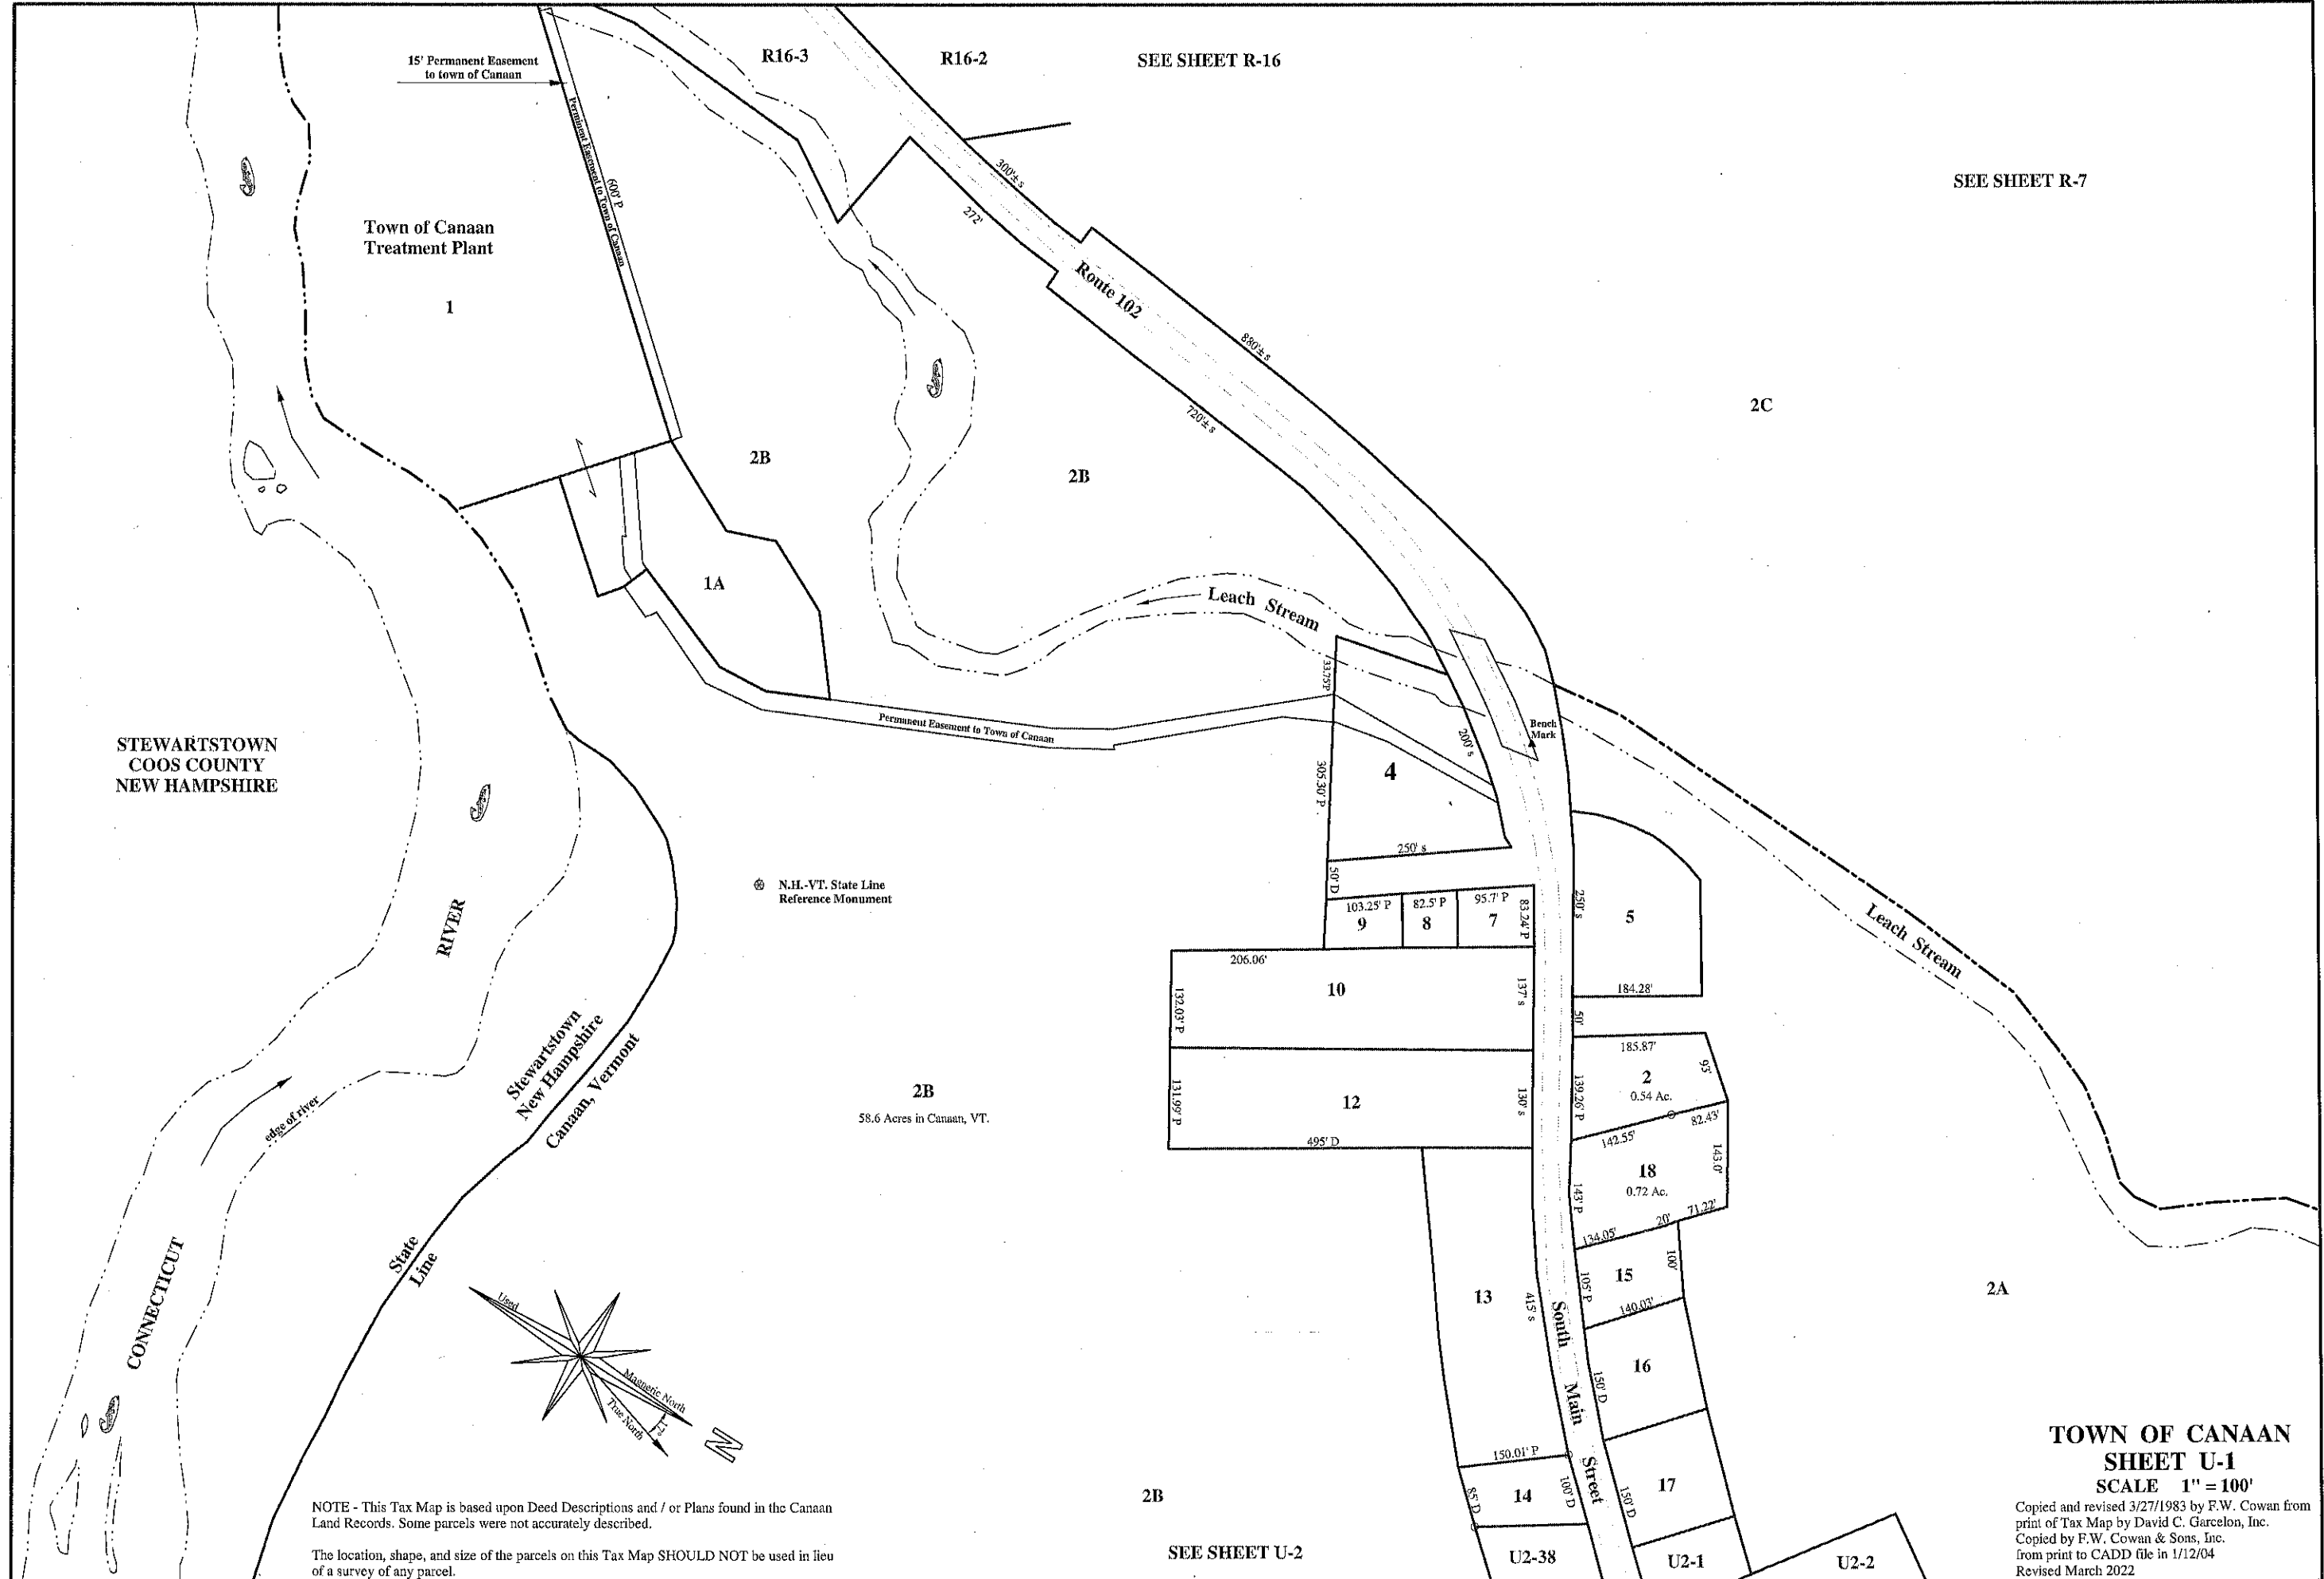 R16-3
R16-2
SEE SHEET R-16
15' Permanent Easement
to town of Canaan
Perminent Easement to Town of Canaan
600' P
SEE SHEET R-7
300'± s
272'
Town of Canaan
Treatment Plant
1
Route 102
880'± s
720'± s
2C
2B
2B
1A
Leach Stream
33.75'P
Permanent Easement to Town of Canaan
Bench
Mark
200' s
4
305.30' P
STEWARTSTOWN
COOS COUNTY
NEW HAMPSHIRE
250' s
50' D
N.H.-VT. State Line
Reference Monument
103.25' P
82.5' P
95.7' P
83.24' P
9
8
7
250' s
5
Leach Stream
RIVER
206.06'
10
137' s
132.03' P
184.28'
50'
Stewartstown
New Hampshire
Canaan, Vermont
185.87'
93'
2
0.54 Ac.
139.26' P
82.43'
142.55'
2B
58.6 Acres in Canaan, VT.
131.99' P
12
130' s
495' D
edge of river
18
0.72 Ac.
143.0'
143' P
20'
71.22'
134.05'
State
Line
CONNECTICUT
15
100'
105' P
140.03'
2A
13
415' s
South Main Street
16
150' D
Used
Magnetic North
True North
17°
N
150.01' P
14
85' D
100' D
17
150' D
2B
SEE SHEET U-2
U2-38
U2-1
U2-2
NOTE - This Tax Map is based upon Deed Descriptions and / or Plans found in the Canaan
Land Records. Some parcels were not accurately described.
The location, shape, and size of the parcels on this Tax Map SHOULD NOT be used in lieu
of a survey of any parcel.
TOWN OF CANAAN
SHEET U-1
SCALE 1" = 100'
Copied and revised 3/27/1983 by F.W. Cowan from
print of Tax Map by David C. Garcelon, Inc.
Copied by F.W. Cowan & Sons, Inc.
from print to CADD file in 1/12/04
Revised March 2022